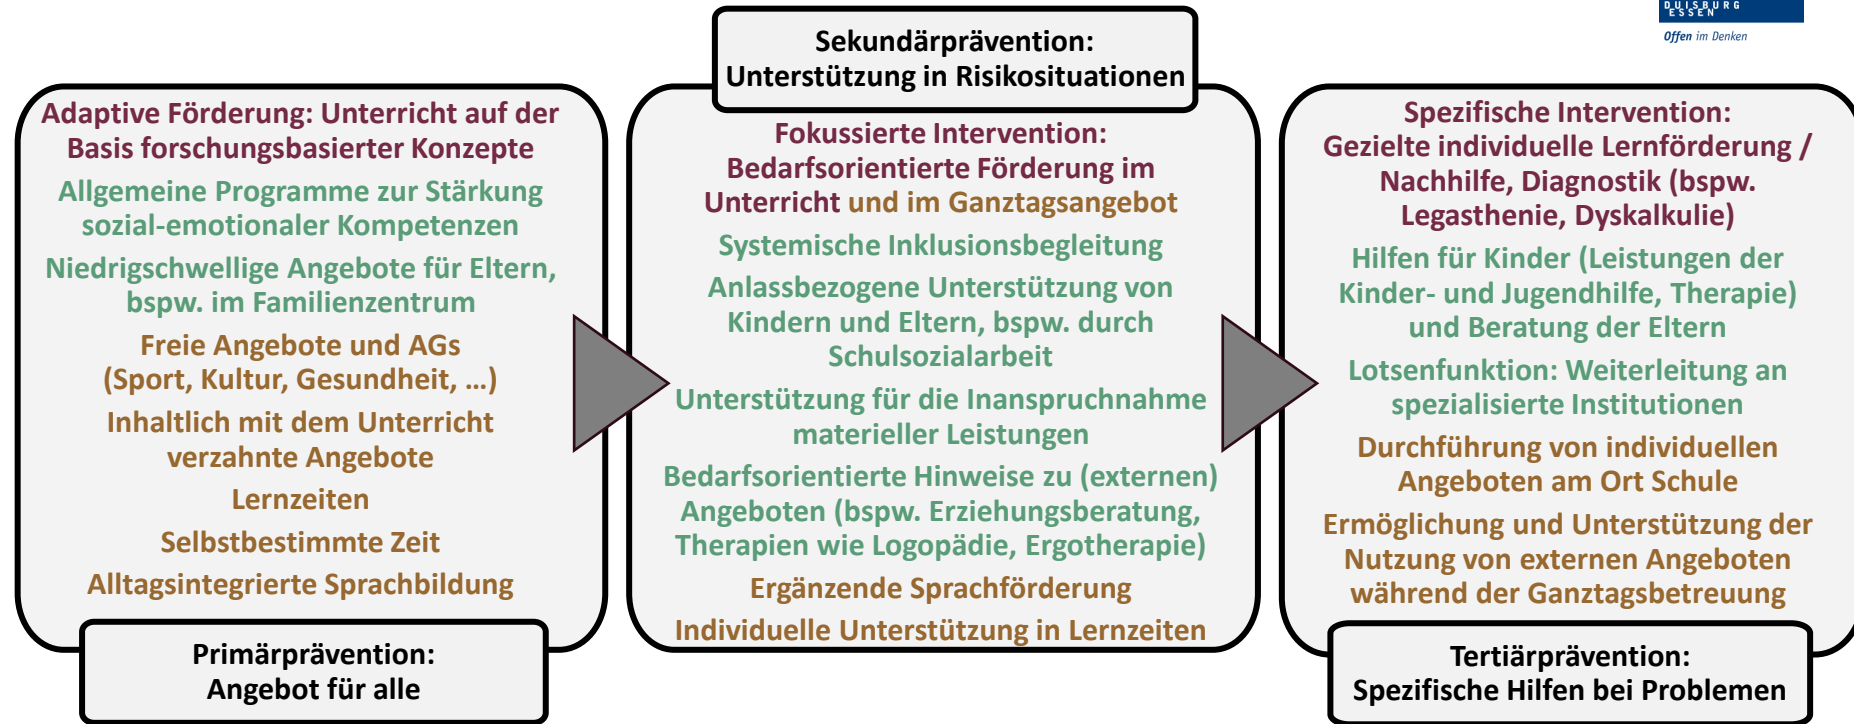 DUISBURG
ESSEN
Offen im Denken
Adaptive Förderung: Unterricht auf der
Basis forschungsbasierter Konzepte
Allgemeine Programme zur Stärkung
sozial-emotionaler Kompetenzen
Niedrigschwellige Angebote für Eltern,
bspw. im Familienzentrum
Freie Angebote und AGs
(Sport, Kultur, Gesundheit, …)
Inhaltlich mit dem Unterricht
verzahnte Angebote
Lernzeiten
Selbstbestimmte Zeit
Alltagsintegrierte Sprachbildung
Primärprävention:
Angebot für alle
Sekundärprävention:
Unterstützung in Risikosituationen
Fokussierte Intervention:
Bedarfsorientierte Förderung im
Unterricht und im Ganztagsangebot
Systemische Inklusionsbegleitung
Anlassbezogene Unterstützung von
Kindern und Eltern, bspw. durch
Schulsozialarbeit
Unterstützung für die Inanspruchnahme
materieller Leistungen
Bedarfsorientierte Hinweise zu (externen)
Angeboten (bspw. Erziehungsberatung,
Therapien wie Logopädie, Ergotherapie)
Ergänzende Sprachförderung
Individuelle Unterstützung in Lernzeiten
Spezifische Intervention:
Gezielte individuelle Lernförderung /
Nachhilfe, Diagnostik (bspw.
Legasthenie, Dyskalkulie)
Hilfen für Kinder (Leistungen der
Kinder- und Jugendhilfe, Therapie)
und Beratung der Eltern
Lotsenfunktion: Weiterleitung an
spezialisierte Institutionen
Durchführung von individuellen
Angeboten am Ort Schule
Ermöglichung und Unterstützung der
Nutzung von externen Angeboten
während der Ganztagsbetreuung
Tertiärprävention:
Spezifische Hilfen bei Problemen